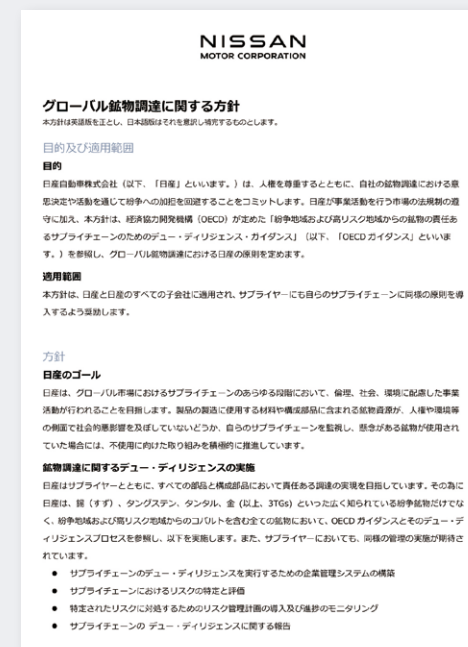 NISSAN
MOTOR CORPORATION
グローバル鉱物調達に関する方針
本方針は英語版を正とし、日本語版はそれを意訳し補完するものとします。
目的及び適用範囲
目的
日産自動車株式会社（以下、「日産」といいます。）は、人権を尊重するとともに、自社の鉱物調達における意
思決定や活動を通じて紛争への加担を回避することをコミットします。日産が事業活動を行う市場の法規制の遵
守に加え、本方針は、経済協力開発機構（OECD）が定めた「紛争地域および高リスク地域からの鉱物の責任あ
るサプライチェーンのためのデュー・ディリジェンス・ガイダンス」（以下、「OECD ガイダンス」といいま
す。）を参照し、グローバル鉱物調達における日産の原則を定めます。
適用範囲
本方針は、日産と日産のすべての子会社に適用され、サプライヤーにも自らのサプライチェーンに同様の原則を導
入するよう奨励します。
方針
日産のゴール
日産は、グローバル市場におけるサプライチェーンのあらゆる段階において、倫理、社会、環境に配慮した事業
活動が行われることを目指します。製品の製造に使用する材料や構成部品に含まれる鉱物資源が、人権や環境等
の側面で社会的悪影響を及ぼしていないどうか、自らのサプライチェーンを監視し、懸念がある鉱物が使用され
ていた場合には、不使用に向けた取り組みを積極的に推進しています。
鉱物調達に関するデュー・ディリジェンスの実施
日産はサプライヤーとともに、すべての部品と構成部品において責任ある調達の実現を目指しています。その為に
日産は、錫（すず）、タングステン、タンタル、金（以上、3TGs）といった広く知られている紛争鉱物だけでな
く、紛争地域および高リスク地域からのコバルトを含む全ての鉱物において、OECD ガイダンスとそのデュー・デ
ィリジェンスプロセスを参照し、以下を実施します。また、サプライヤーにおいても、同様の管理の実施が期待さ
れています。
● サプライチェーンのデュー・ディリジェンスを実行するための企業管理システムの構築
● サプライチェーンにおけるリスクの特定と評価
● 特定されたリスクに対処するためのリスク管理計画の導入及び進捗のモニタリング
● サプライチェーンの デュー・ディリジェンスに関する報告